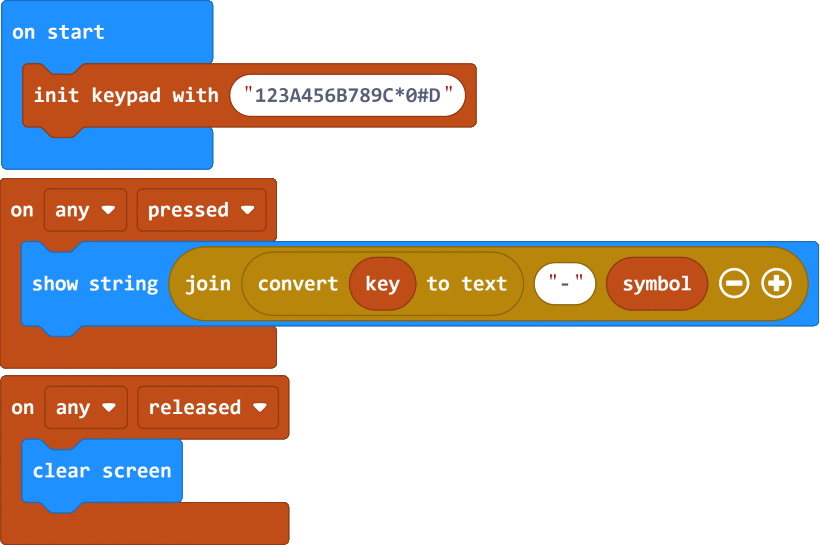 on start
init keypad with "123A456B789C*0#D"
on any pressed
show string join convert key to text "-" symbol
on any released
clear screen